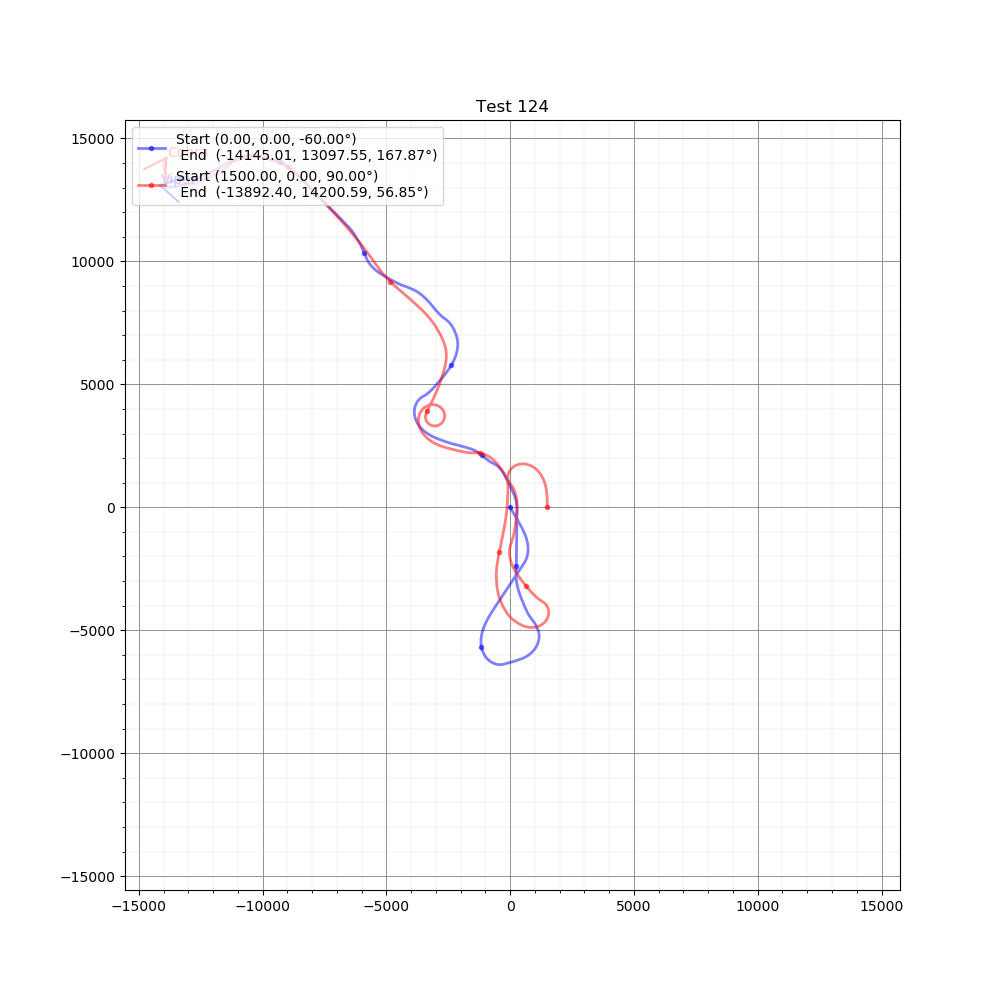 Test 124
Start (0.00, 0.00, -60.00°)
End (-14145.01, 13097.55, 167.87°)
Start (1500.00, 0.00, 90.00°)
End (-13892.40, 14200.59, 56.85°)
15000
10000
5000
0
−5000
−10000
−15000
−15000 −10000 −5000 0 5000 10000 15000